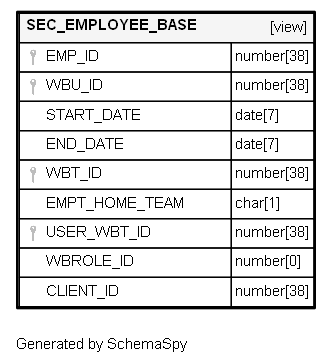 SEC_EMPLOYEE_BASE [view]
EMP_ID number[38]
WBU_ID number[38]
START_DATE date[7]
END_DATE date[7]
WBT_ID number[38]
EMPT_HOME_TEAM char[1]
USER_WBT_ID number[38]
WBROLE_ID number[0]
CLIENT_ID number[38]
Generated by SchemaSpy